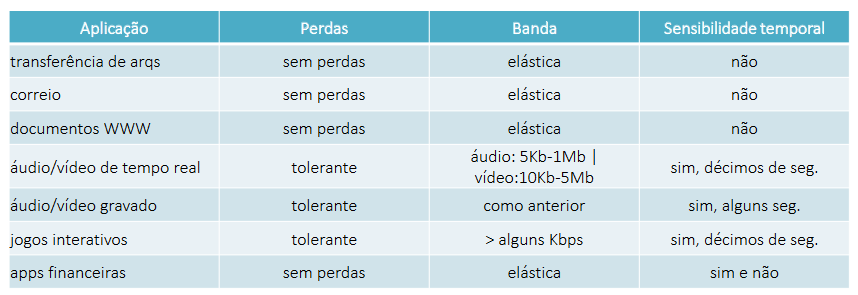 Aplicação Perdas Banda Sensibilidade temporal
transferência de arqs sem perdas elástica não
correio sem perdas elástica não
documentos WWW sem perdas elástica não
áudio/vídeo de tempo real tolerante áudio: 5Kb-1Mb | vídeo:10Kb-5Mb sim, décimos de seg.
áudio/vídeo gravado tolerante como anterior sim, alguns seg.
jogos interativos tolerante > alguns Kbps sim, décimos de seg.
apps financeiras sem perdas elástica sim e não